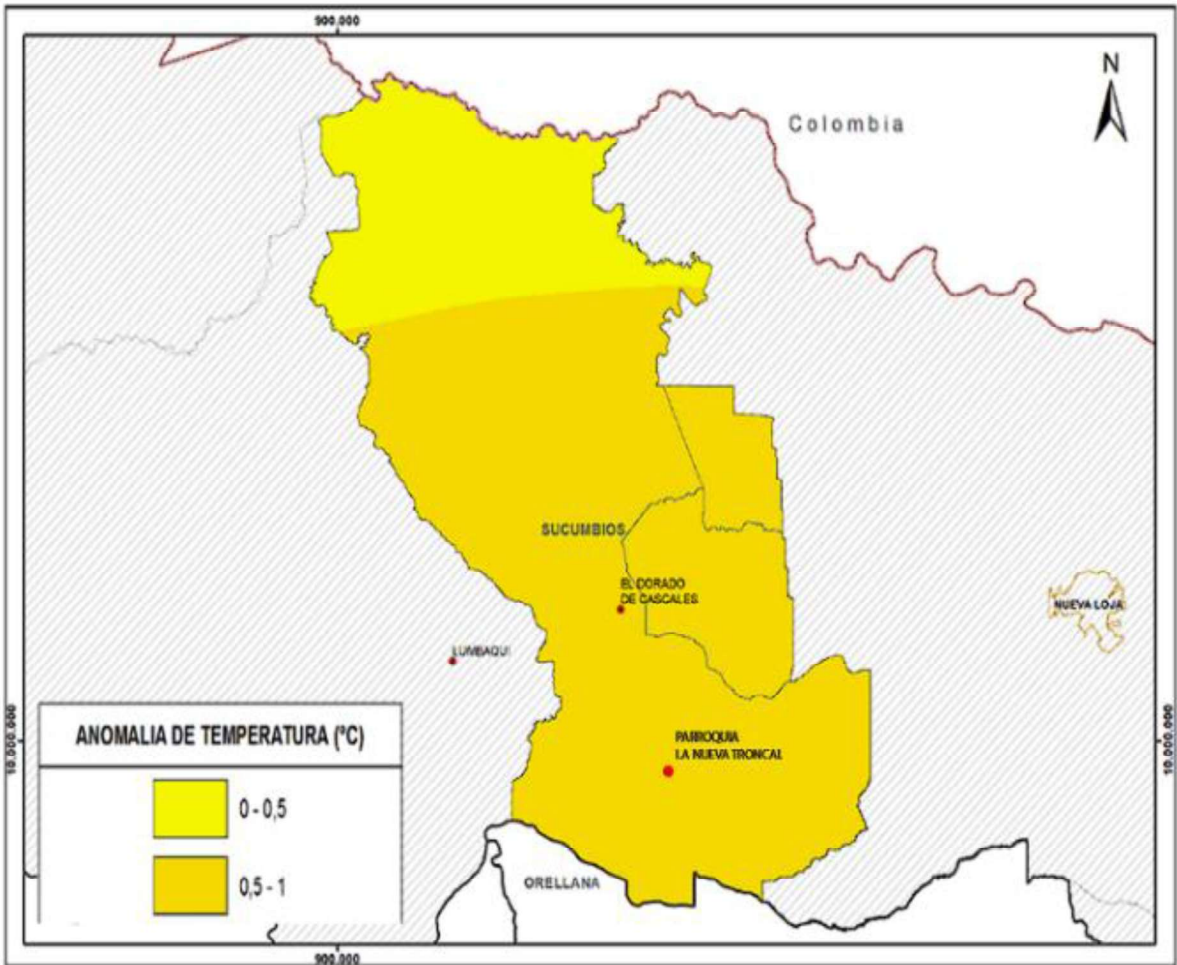 900.000
N
Colombia
SUCUMBIOS
EL DORADO
DE CASCALES
NUEVA LOJA
LUMBAQUI
PARROQUIA
LA NUEVA TRONCAL
ANOMALIA DE TEMPERATURA (°C)
0 - 0,5
0,5 - 1
ORELLANA
10.000.000
10.000.000
900.000